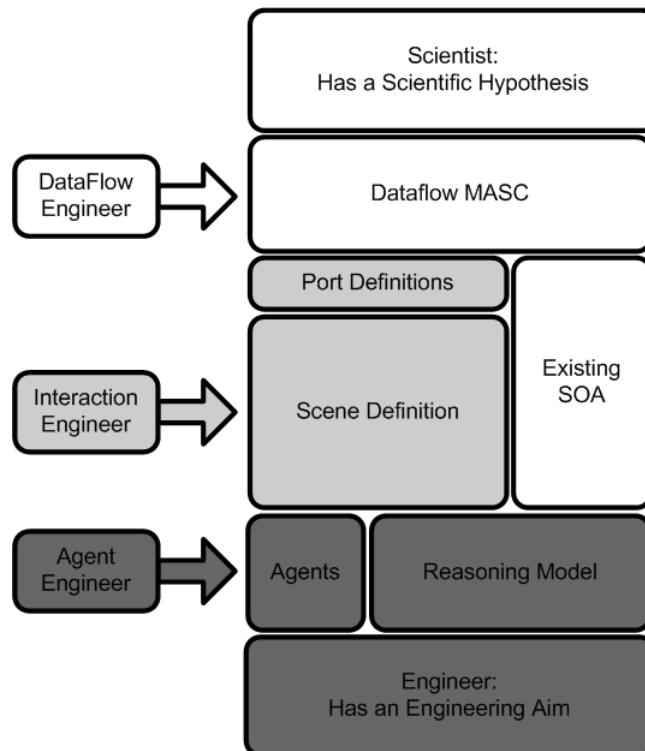 Scientist:
Has a Scientific Hypothesis
DataFlow
Engineer
Dataflow MASC
Port Definitions
Interaction
Engineer
Scene Definition
Existing
SOA
Agent
Engineer
Agents
Reasoning Model
Engineer:
Has an Engineering Aim